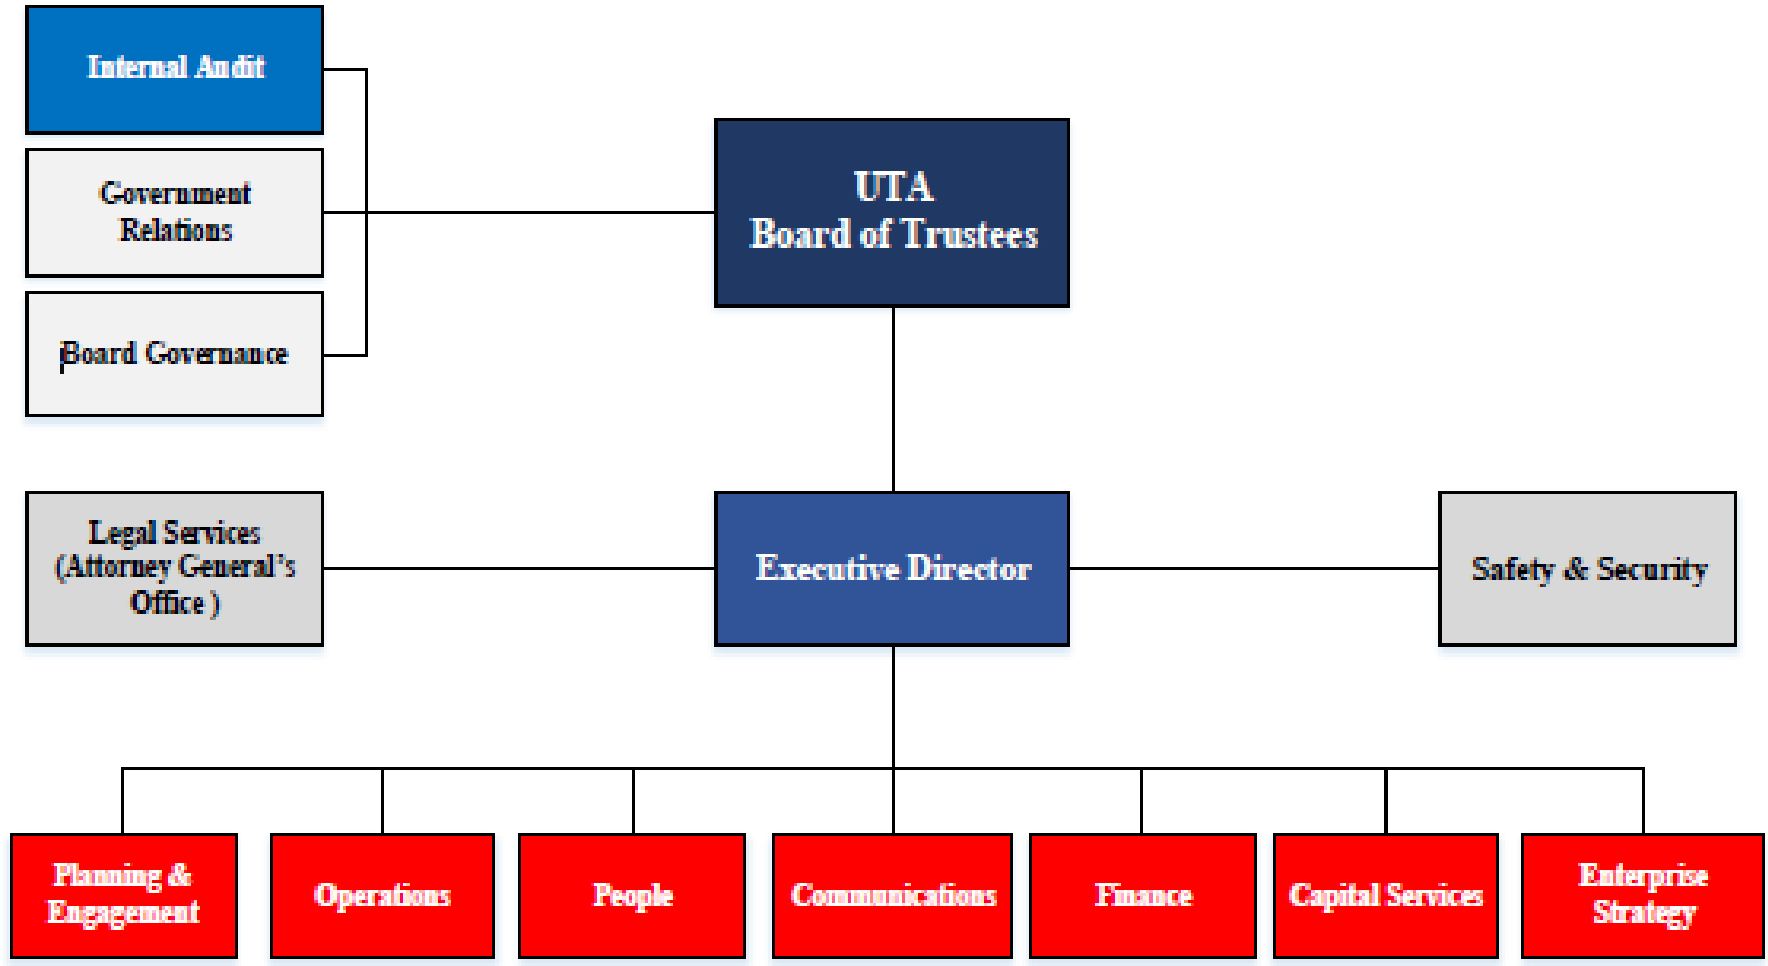 Internal Audit
Government
Relations
Board Governance
UTA
Board of Trustees
Legal Services
(Attorney General's
Office )
Executive Director
Safety & Security
Planning &
Engagement
Operations
People
Communications
Finance
Capital Services
Enterprise
Strategy